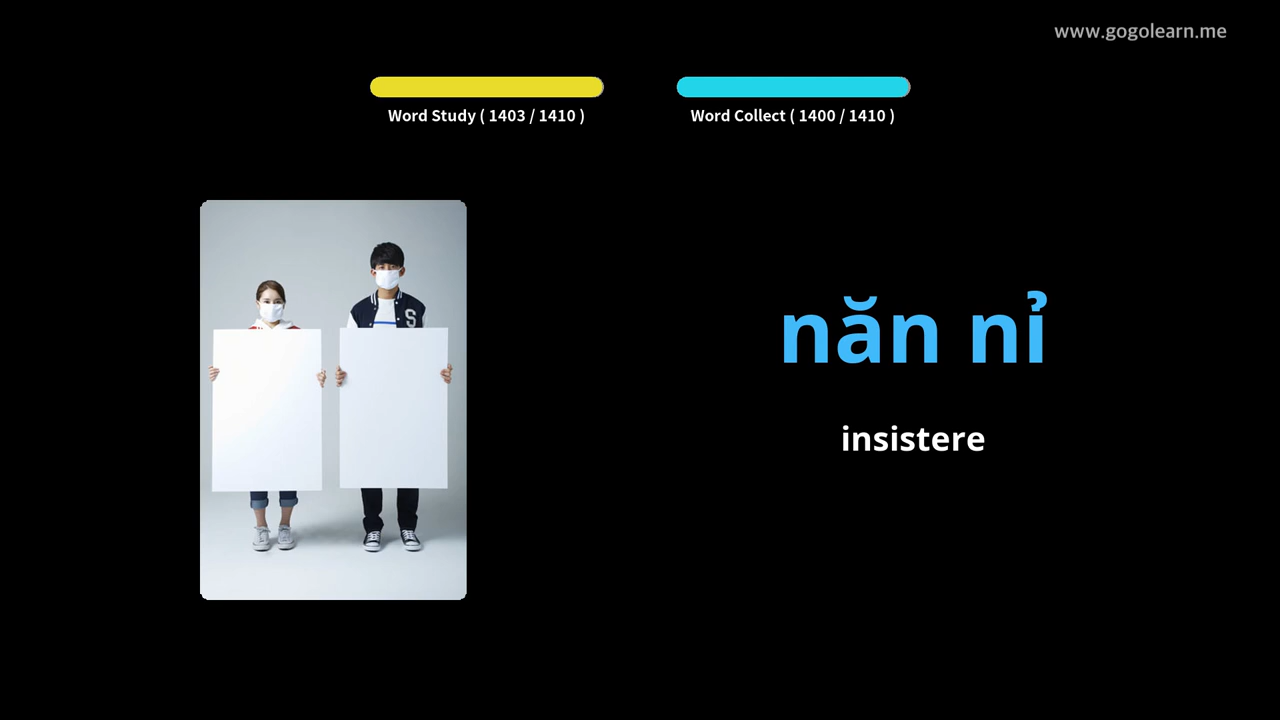 www.gogolearn.me
Word Study ( 1403 / 1410 )
Word Collect ( 1400 / 1410 )
S
năn nỉ
insistere